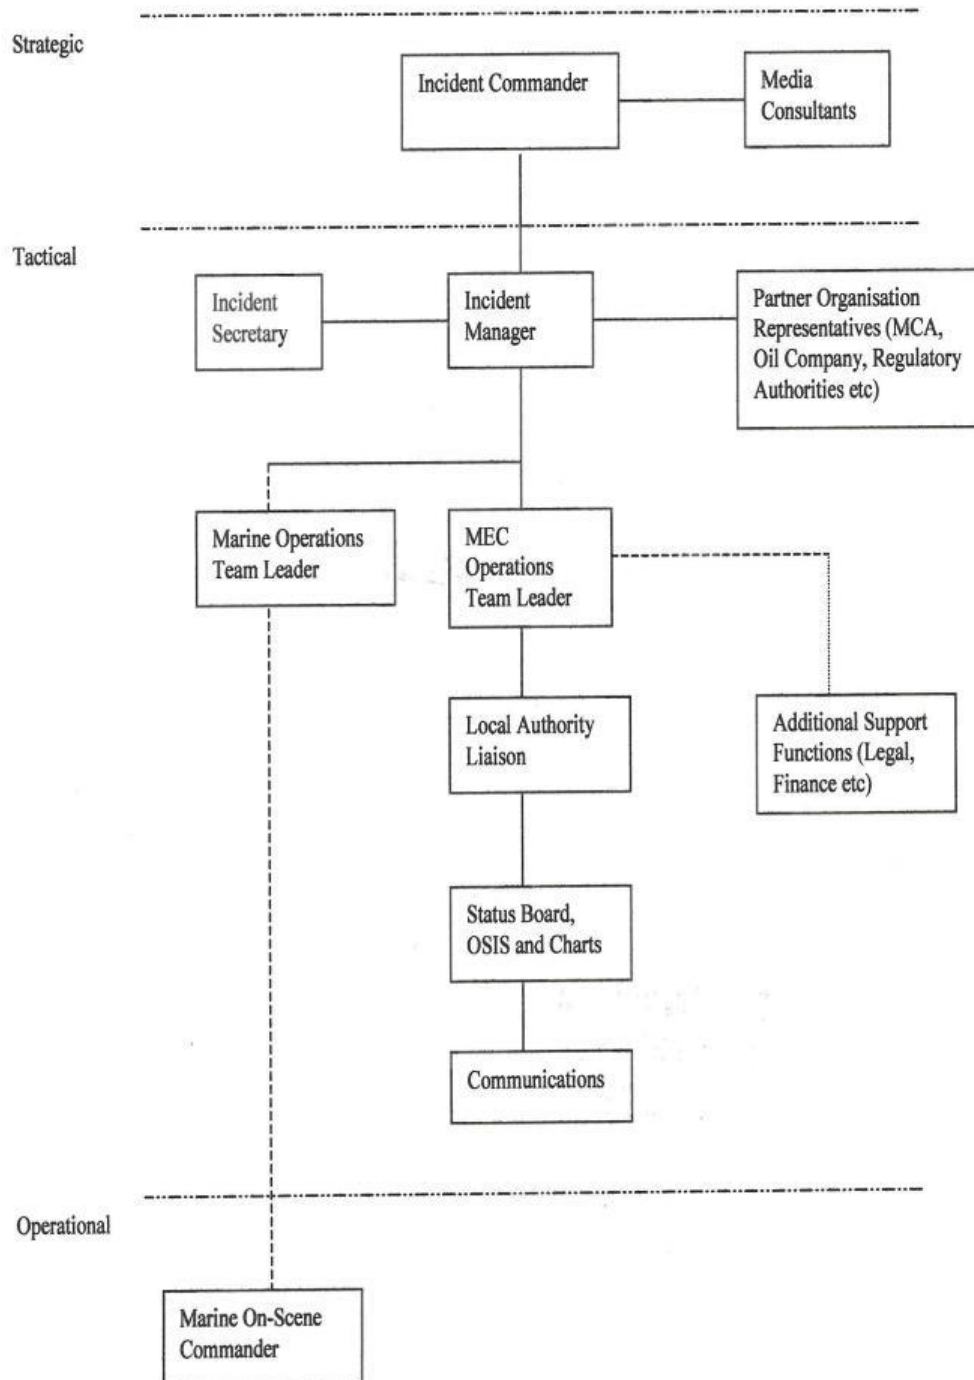 Strategic
Incident Commander
Media
Consultants
Tactical
Incident
Secretary
Incident
Manager
Partner Organisation
Representatives (MCA,
Oil Company, Regulatory
Authorities etc)
Marine Operations
Team Leader
MEC
Operations
Team Leader
Local Authority
Liaison
Additional Support
Functions (Legal,
Finance etc)
Status Board,
OSIS and Charts
Communications
Operational
Marine On-Scene
Commander